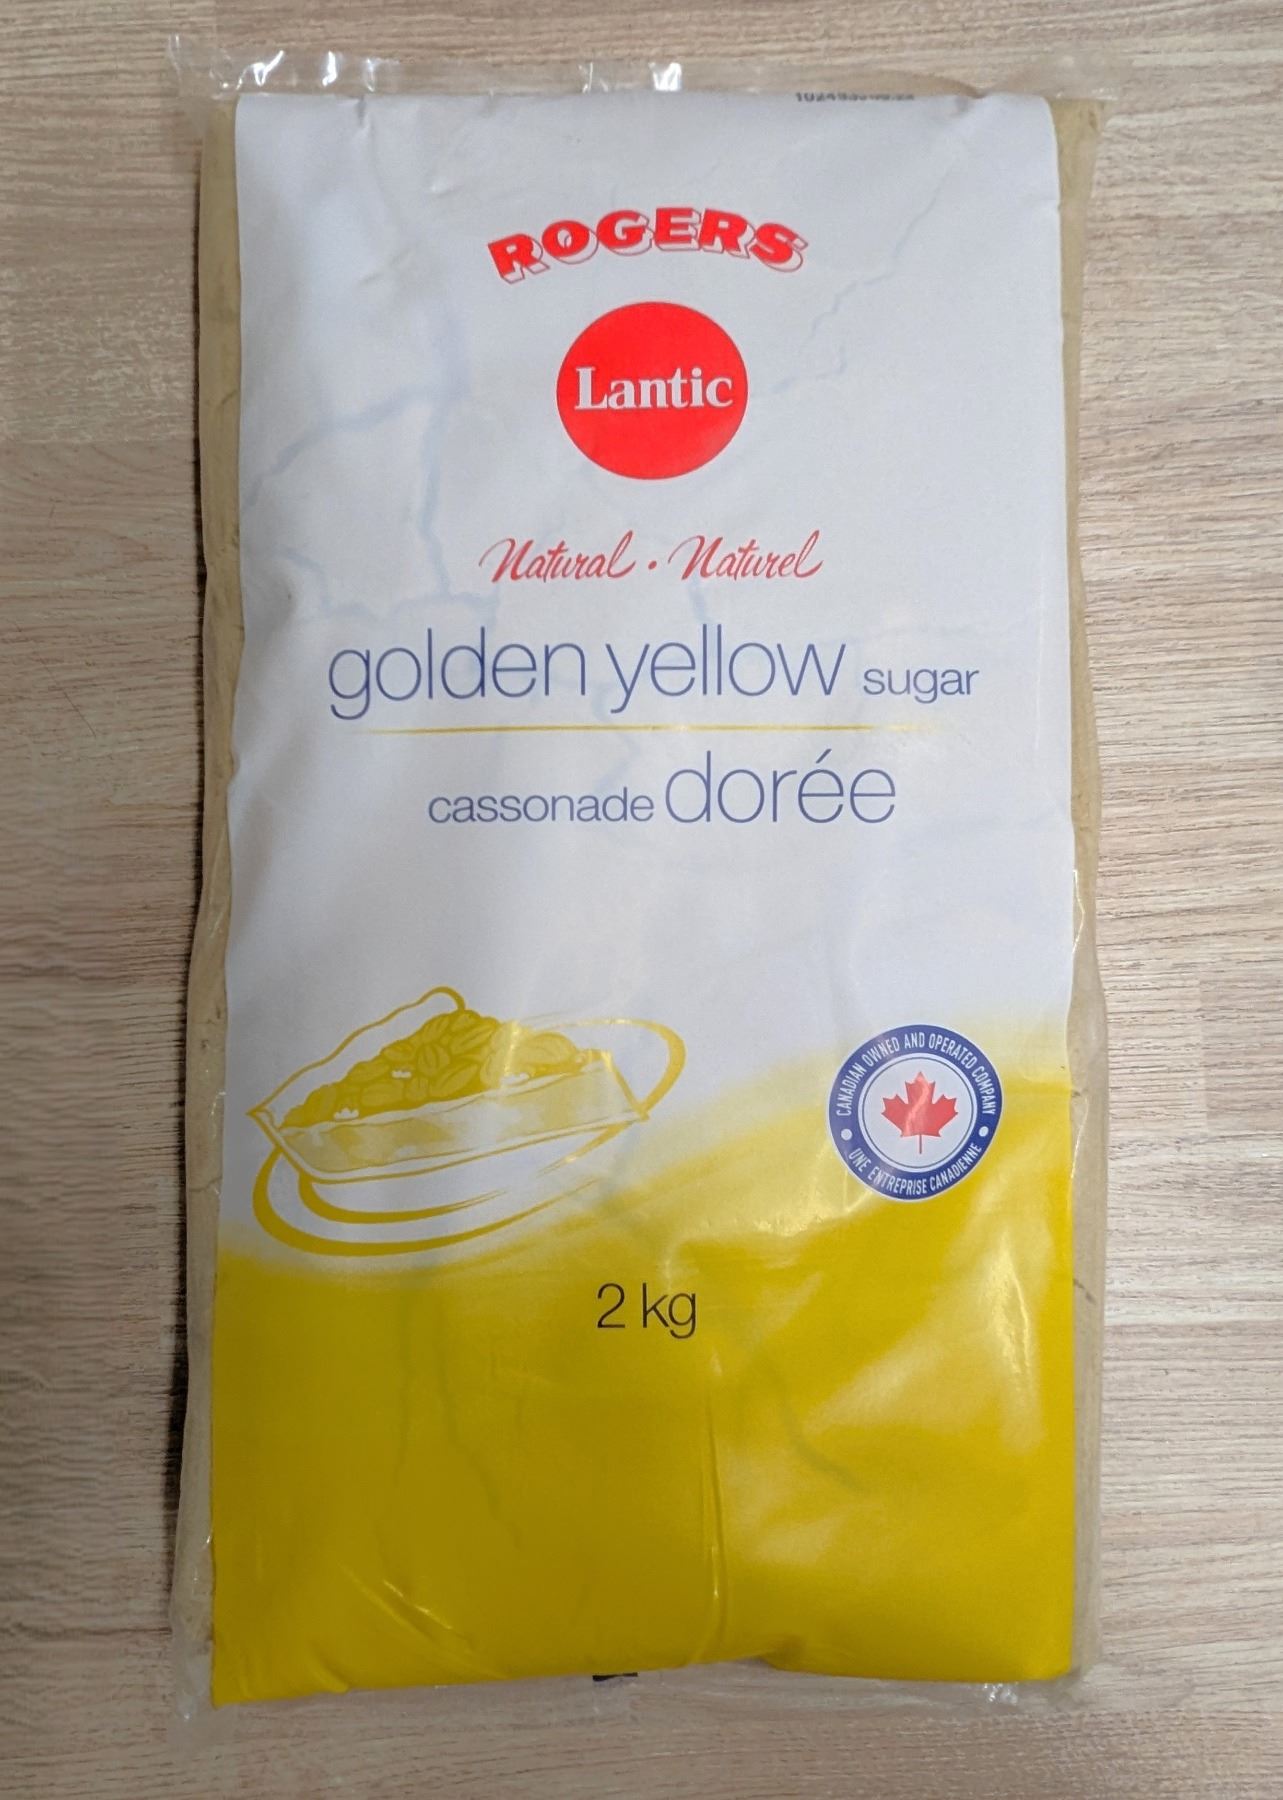 ROGERS
Lantic
Natural • Naturel
golden yellow sugar
cassonade dorée
CANADIAN OWNED AND OPERATED COMPANY
• UNE ENTREPRISE CANADIENNE •
2 kg